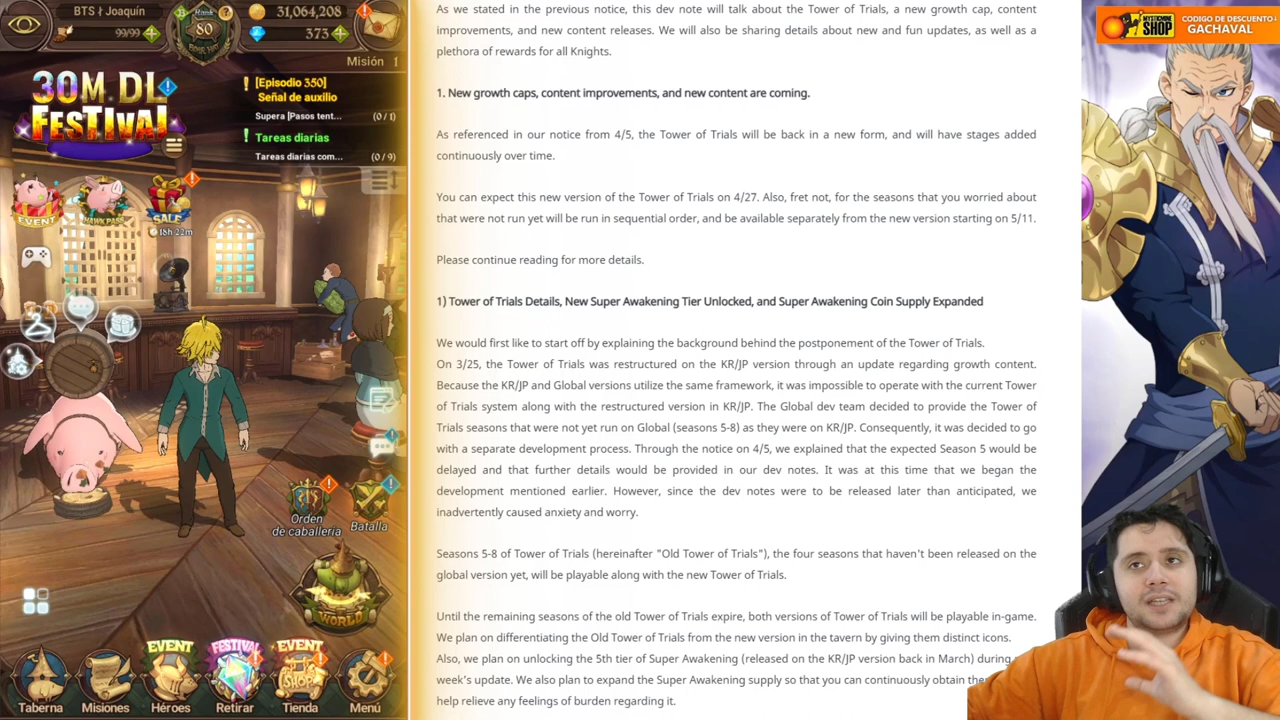 BTS ł Joaquín
99/99
Rank
80
31,064,208
373
Misión 1
30M DL
FESTIVAL
[Episodio 350]
Señal de auxilio
Supera |Pasos tent... (0 / 1)
Tareas diarias
Tareas diarias com... (0 / 9)
EVENT
HAWK PASS
SALE
18h 22m
Orden
de caballería
Batalla
WORLD
EVENT
FESTIVAL
EVENT
SHOP
Taberna
Misiones
Héroes
Retirar
Tienda
Menú
As we stated in the previous notice, this dev note will talk about the Tower of Trials, a new growth cap, content
improvements, and new content releases. We will also be sharing details about new and fun updates, as well as a
plethora of rewards for all Knights.
1. New growth caps, content improvements, and new content are coming.
As referenced in our notice from 4/5, the Tower of Trials will be back in a new form, and will have stages added
continuously over time.
You can expect this new version of the Tower of Trials on 4/27. Also, fret not, for the seasons that you worried about
that were not run yet will be run in sequential order, and be available separately from the new version starting on 5/11.
Please continue reading for more details.
1) Tower of Trials Details, New Super Awakening Tier Unlocked, and Super Awakening Coin Supply Expanded
We would first like to start off by explaining the background behind the postponement of the Tower of Trials.
On 3/25, the Tower of Trials was restructured on the KR/JP version through an update regarding growth content.
Because the KR/JP and Global versions utilize the same framework, it was impossible to operate with the current Tower
of Trials system along with the restructured version in KR/JP. The Global dev team decided to provide the Tower of
Trials seasons that were not yet run on Global (seasons 5-8) as they were on KR/JP. Consequently, it was decided to go
with a separate development process. Through the notice on 4/5, we explained that the expected Season 5 would be
delayed and that further details would be provided in our dev notes. It was at this time that we began the
development mentioned earlier. However, since the dev notes were to be released later than anticipated, we
inadvertently caused anxiety and worry.
Seasons 5-8 of Tower of Trials (hereinafter "Old Tower of Trials"), the four seasons that haven't been released on the
global version yet, will be playable along with the new Tower of Trials.
Until the remaining seasons of the old Tower of Trials expire, both versions of Tower of Trials will be playable in-game.
We plan on differentiating the Old Tower of Trials from the new version in the tavern by giving them distinct icons.
Also, we plan on unlocking the 5th tier of Super Awakening (released on the KR/JP version back in March) during
week's update. We also plan to expand the Super Awakening supply so that you can continuously obtain
help relieve any feelings of burden regarding it.
MYSTICMINE
SHOP
CODIGO DE DESCUENTO↓
GACHAVAL